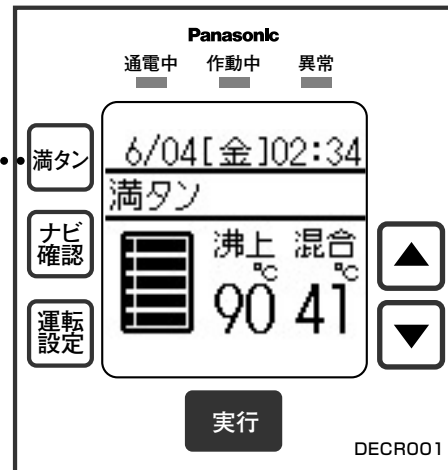 Panasonic
通電中 作動中 異常
満タン
6/04[金]02:34
満タン
ナビ
確認
沸上 混合
℃ ℃
90 41
運転
設定
▲
▼
実行
DECR001